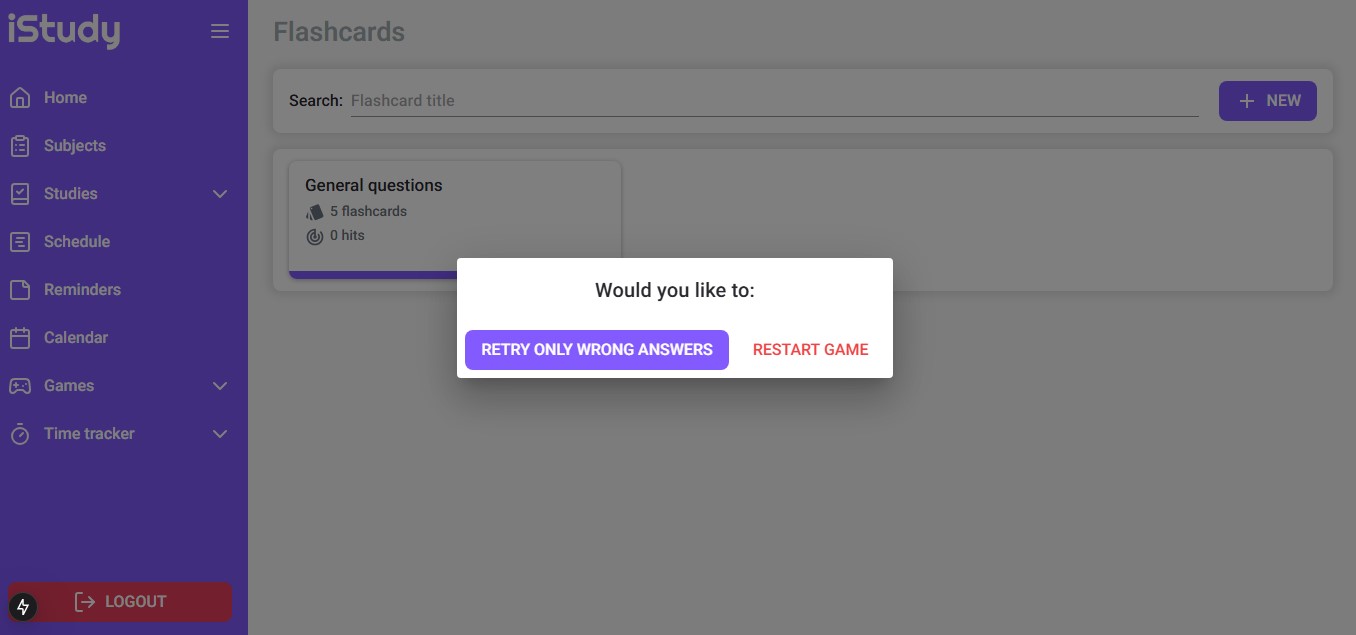 iStudy
Home
Subjects
Studies
Schedule
Reminders
Calendar
Games
Time tracker
LOGOUT
Flashcards
Search: Flashcard title
NEW
General questions
5 flashcards
0 hits
Would you like to:
RETRY ONLY WRONG ANSWERS RESTART GAME